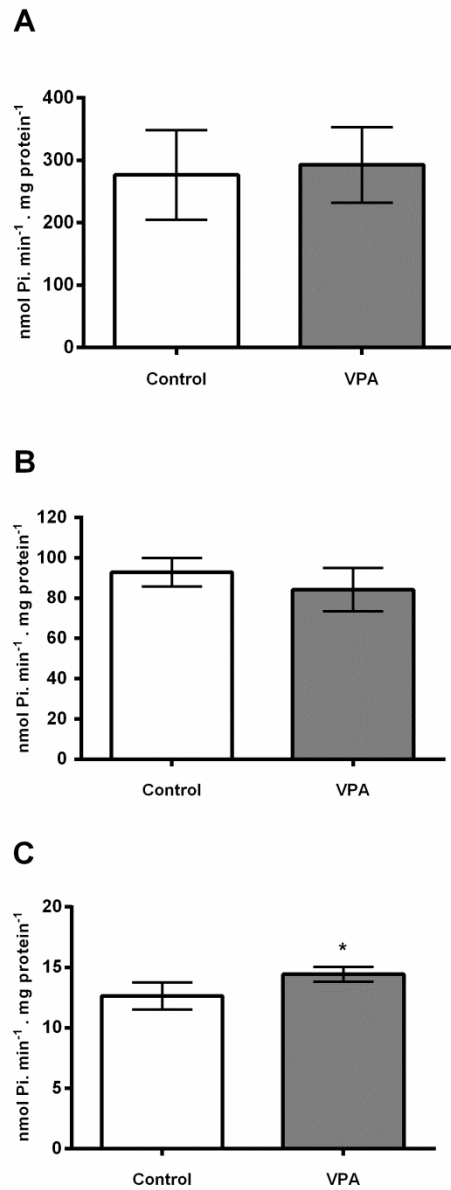 A
nmol Pi. min⁻¹ . mg protein⁻¹
400
300
200
100
0
Control VPA
B
nmol Pi. min⁻¹ . mg protein⁻¹
120
100
80
60
40
20
0
Control VPA
C
nmol Pi. min⁻¹ . mg protein⁻¹
20
15
10
5
0
*
Control VPA